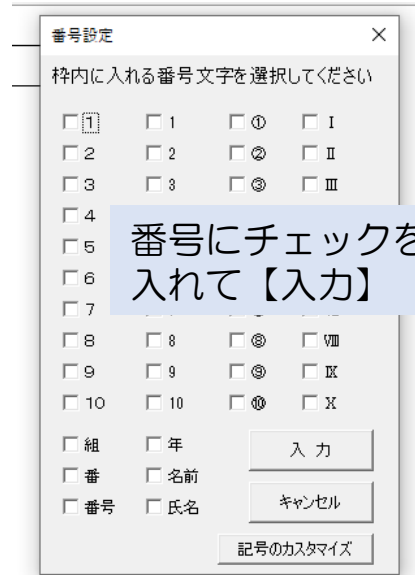 番号設定 ×
枠内に入れる番号文字を選択してください
1 1 ① Ⅰ
2 2 ② Ⅱ
3 3 ③ Ⅲ
4
5
6
7
番号にチェックを
入れて【入力】
8 8 ⑧ Ⅷ
9 9 ⑨ Ⅸ
10 10 ⑩ Ⅹ
組 年
番 名前
番号 氏名
入 力
キャンセル
記号のカスタマイズ